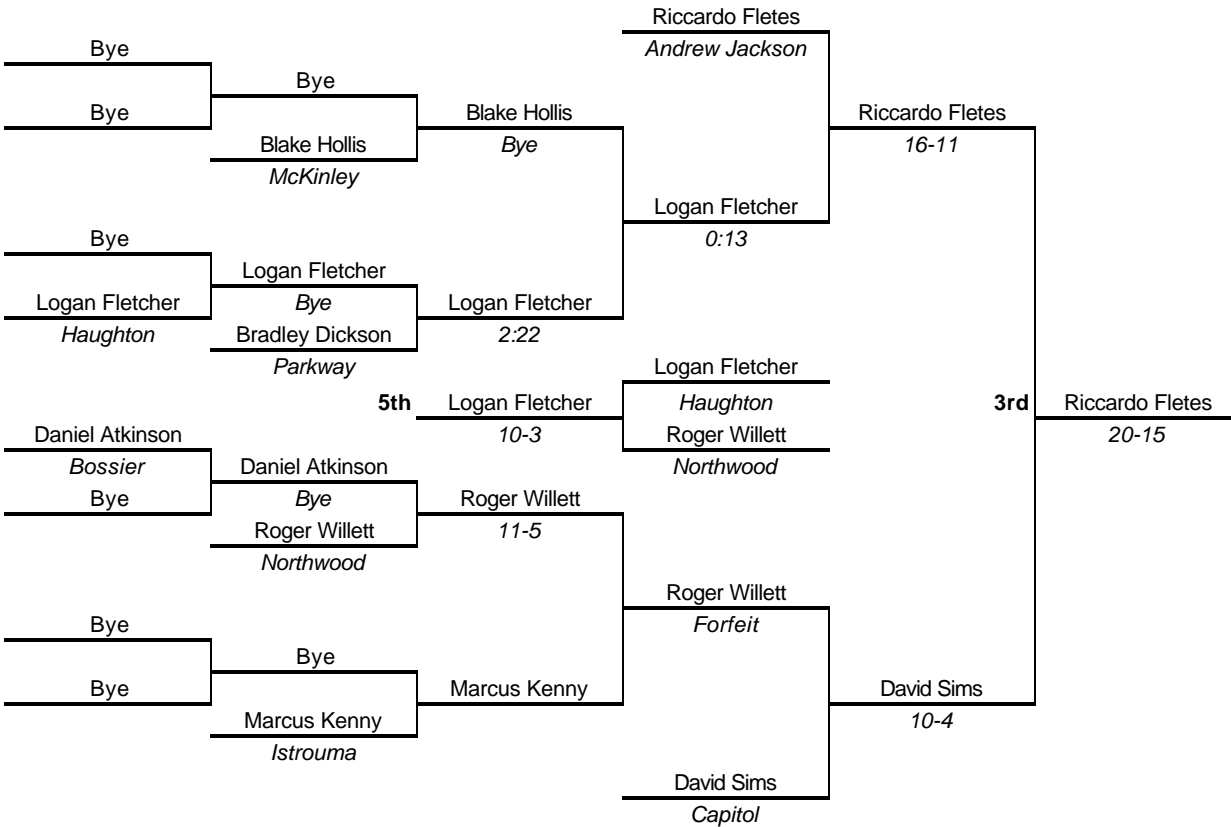 Riccardo Fletes
Bye
Andrew Jackson
Bye
Bye
Blake Hollis
Riccardo Fletes
Blake Hollis
Bye
16-11
McKinley
Logan Fletcher
Bye
0:13
Logan Fletcher
Logan Fletcher
Bye
Logan Fletcher
Haughton
Bradley Dickson
2:22
Parkway
Logan Fletcher
5th
Logan Fletcher
Haughton
3rd
Riccardo Fletes
Daniel Atkinson
10-3
Roger Willett
20-15
Bossier
Daniel Atkinson
Northwood
Bye
Bye
Roger Willett
Roger Willett
11-5
Northwood
Roger Willett
Bye
Forfeit
Bye
Bye
Marcus Kenny
David Sims
Marcus Kenny
10-4
Istrouma
David Sims
Capitol